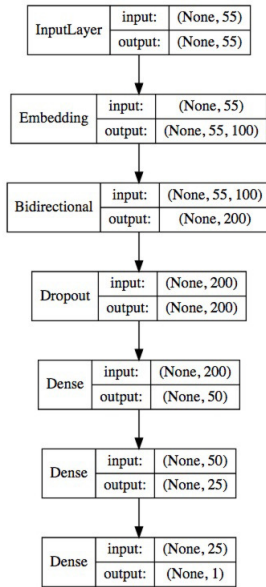 InputLayer
input: (None, 55)
output: (None, 55)
Embedding
input: (None, 55)
output: (None, 55, 100)
Bidirectional
input: (None, 55, 100)
output: (None, 200)
Dropout
input: (None, 200)
output: (None, 200)
Dense
input: (None, 200)
output: (None, 50)
Dense
input: (None, 50)
output: (None, 25)
Dense
input: (None, 25)
output: (None, 1)